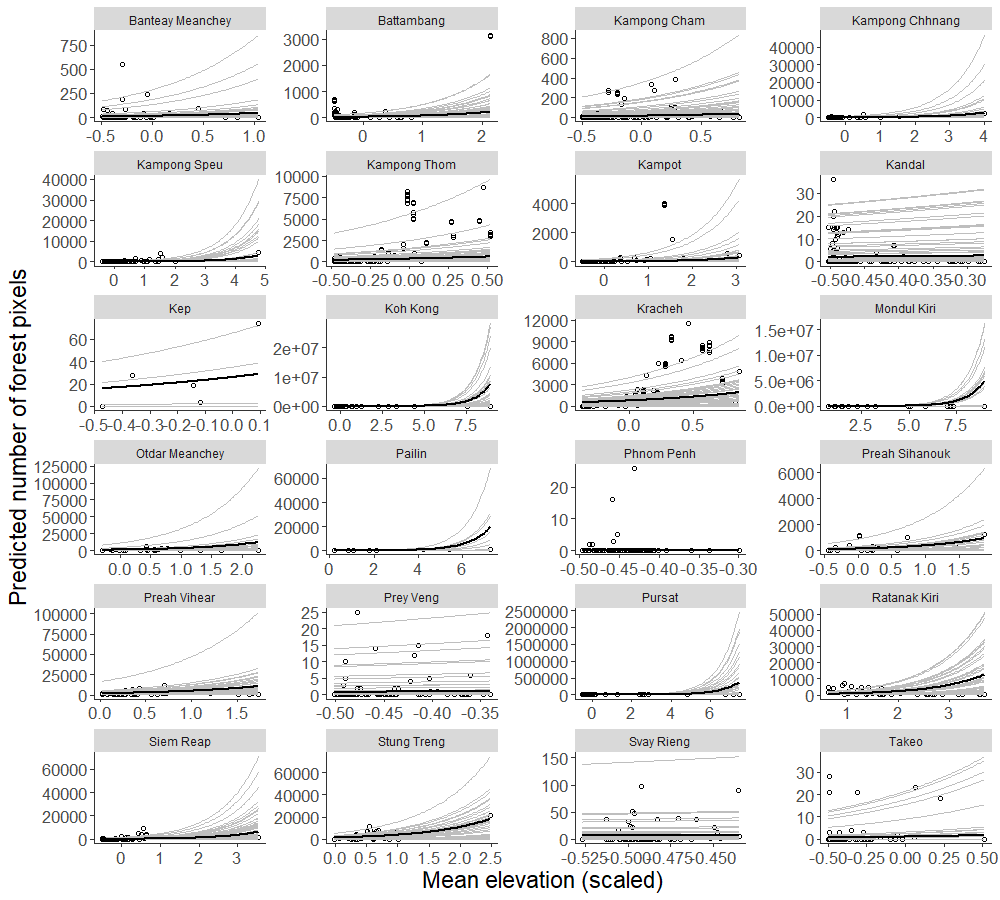 Banteay Meanchey
Battambang
Kampong Cham
Kampong Chhnang
750
500
250
0
-0.5 0.0 0.5 1.0
3000
2000
1000
0
0 1 2
800
600
400
200
0
-0.5 0.0 0.5
40000
30000
20000
10000
0
0 1 2 3 4
Kampong Speu
Kampong Thom
Kampot
Kandal
40000
30000
20000
10000
0
0 1 2 3 4 5
10000
7500
5000
2500
0
-0.50 -0.25 0.00 0.25 0.50
4000
2000
0
0 1 2 3
30
20
10
0
-0.50 -0.45 -0.40 -0.35 -0.30
Kep
Koh Kong
Kracheh
Mondul Kiri
60
40
20
0
-0.5 -0.4 -0.3 -0.2 -0.1 0.0 0.1
2e+07
1e+07
0e+00
0.0 2.5 5.0 7.5
12000
9000
6000
3000
0
0.0 0.5
1.5e+07
1.0e+07
5.0e+06
0.0e+00
2.5 5.0 7.5
Otdar Meanchey
Pailin
Phnom Penh
Preah Sihanouk
125000
100000
75000
50000
25000
0
0.0 0.5 1.0 1.5 2.0
60000
40000
20000
0
0 2 4 6
20
10
0
-0.50 -0.45 -0.40 -0.35 -0.30
6000
4000
2000
0
-0.5 0.0 0.5 1.0 1.5
Preah Vihear
Prey Veng
Pursat
Ratanak Kiri
100000
75000
50000
25000
0
0.0 0.5 1.0 1.5
25
20
15
10
5
0
-0.50 -0.45 -0.40 -0.35
2500000
2000000
1500000
1000000
500000
0
0 2 4 6
50000
40000
30000
20000
10000
0
1 2 3
Siem Reap
Stung Treng
Svay Rieng
Takeo
60000
40000
20000
0
0 1 2 3
60000
40000
20000
0
0.0 0.5 1.0 1.5 2.0 2.5
150
100
50
0
-0.525 -0.500 -0.475 -0.450
30
20
10
0
-0.50 -0.25 0.00 0.25 0.50
Predicted number of forest pixels
Mean elevation (scaled)